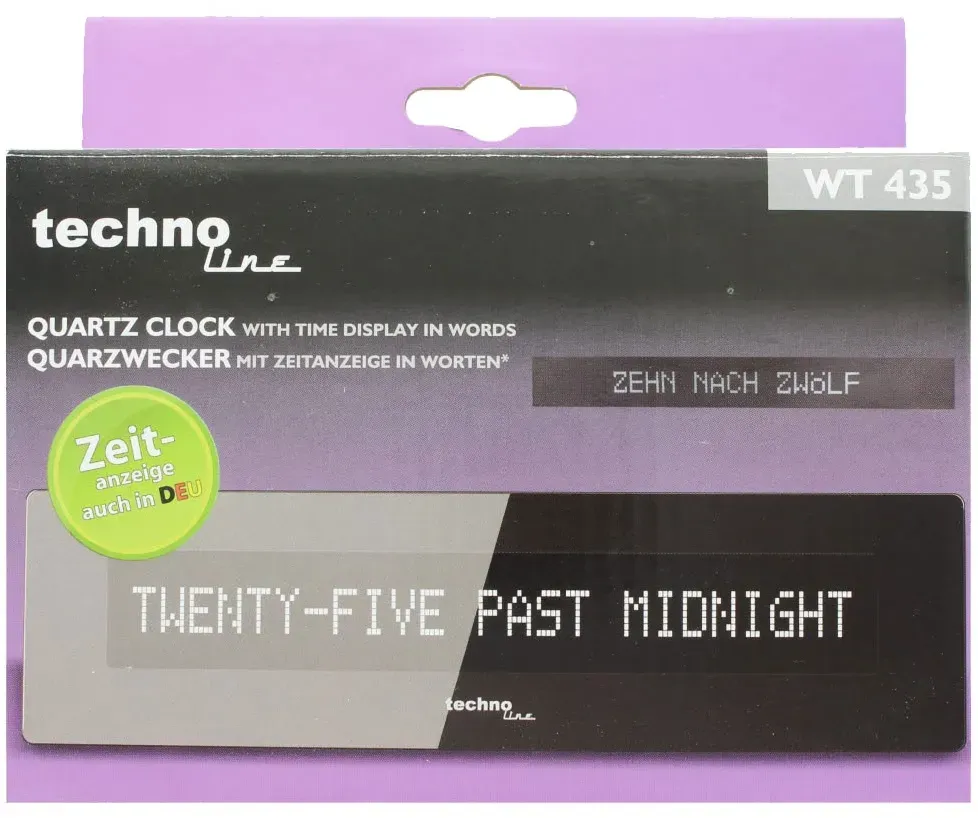 WT 435
techno
line
QUARTZ CLOCK WITH TIME DISPLAY IN WORDS
QUARZWECKER MIT ZEITANZEIGE IN WORTEN*
ZEHN NACH ZWöLF
Zeit-
anzeige
auch in DEU
TWENTY-FIVE PAST MIDNIGHT
techno
line